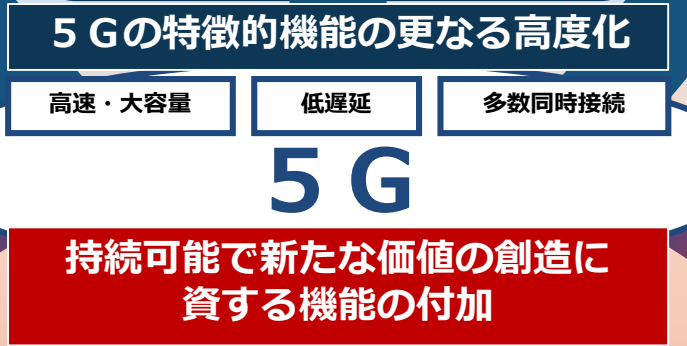 ５Ｇの特徴的機能の更なる高度化
高速・大容量
低遅延
多数同時接続
５Ｇ
持続可能で新たな価値の創造に
資する機能の付加